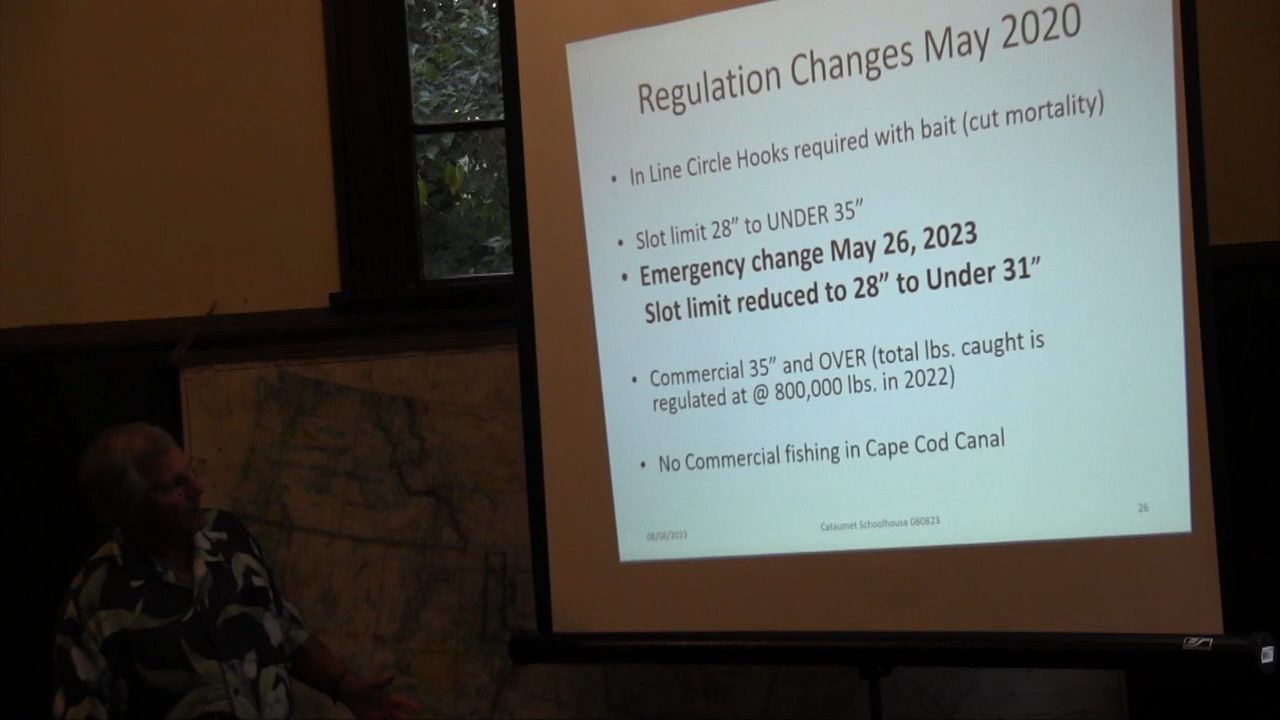 Regulation Changes May 2020
• In Line Circle Hooks required with bait (cut mortality)
• Slot limit 28” to UNDER 35”
• Emergency change May 26, 2023
Slot limit reduced to 28” to Under 31”
• Commercial 35” and OVER (total lbs. caught is
regulated at @ 800,000 lbs. in 2022)
• No Commercial fishing in Cape Cod Canal
08/08/2023
Cataumet Schoolhouse 080823
26